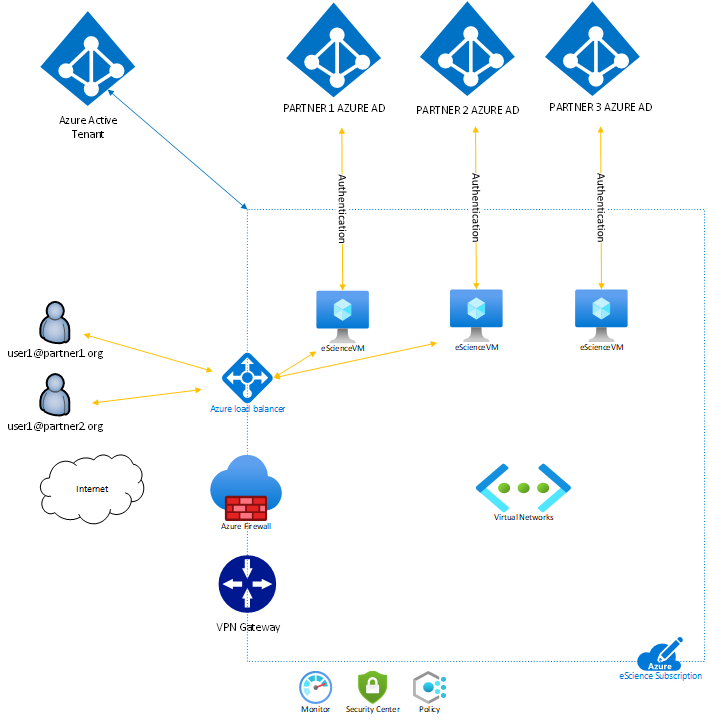 Azure Active
Tenant
PARTNER 1 AZURE AD
PARTNER 2 AZURE AD
PARTNER 3 AZURE AD
Authentication
Authentication
Authentication
user1@partner1.org
eScienceVM
eScienceVM
eScienceVM
Azure load balancer
user1@partner2.org
Internet
Azure Firewall
Virtual Networks
VPN Gateway
Azure
eScience Subscription
Monitor
Security Center
Policy